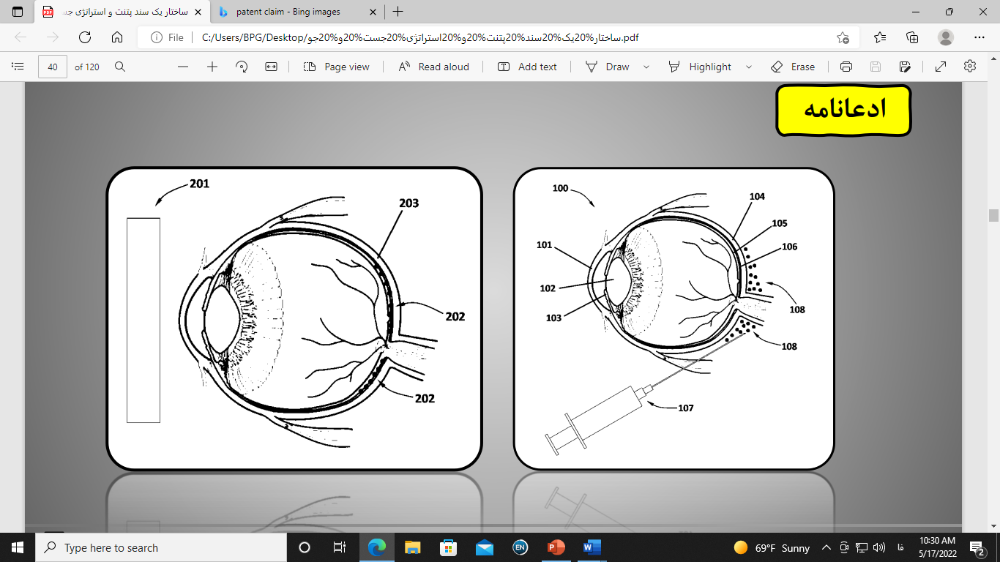 ساختار یک سند پتنت و استراتژی جس
patent claim - Bing images
File
C:/Users/BPG/Desktop/ساختار%20یک%20سند%20پتنت%20و%20استراتژی%20جست%20و%20جو.pdf
40 of 120
Page view
Read aloud
Add text
Draw
Highlight
Erase
ادعانامه
201
203
202
202
100
104
105
106
101
102
103
108
108
107
107
Type here to search
EN
69°F Sunny
فا
10:30 AM
5/17/2022
2